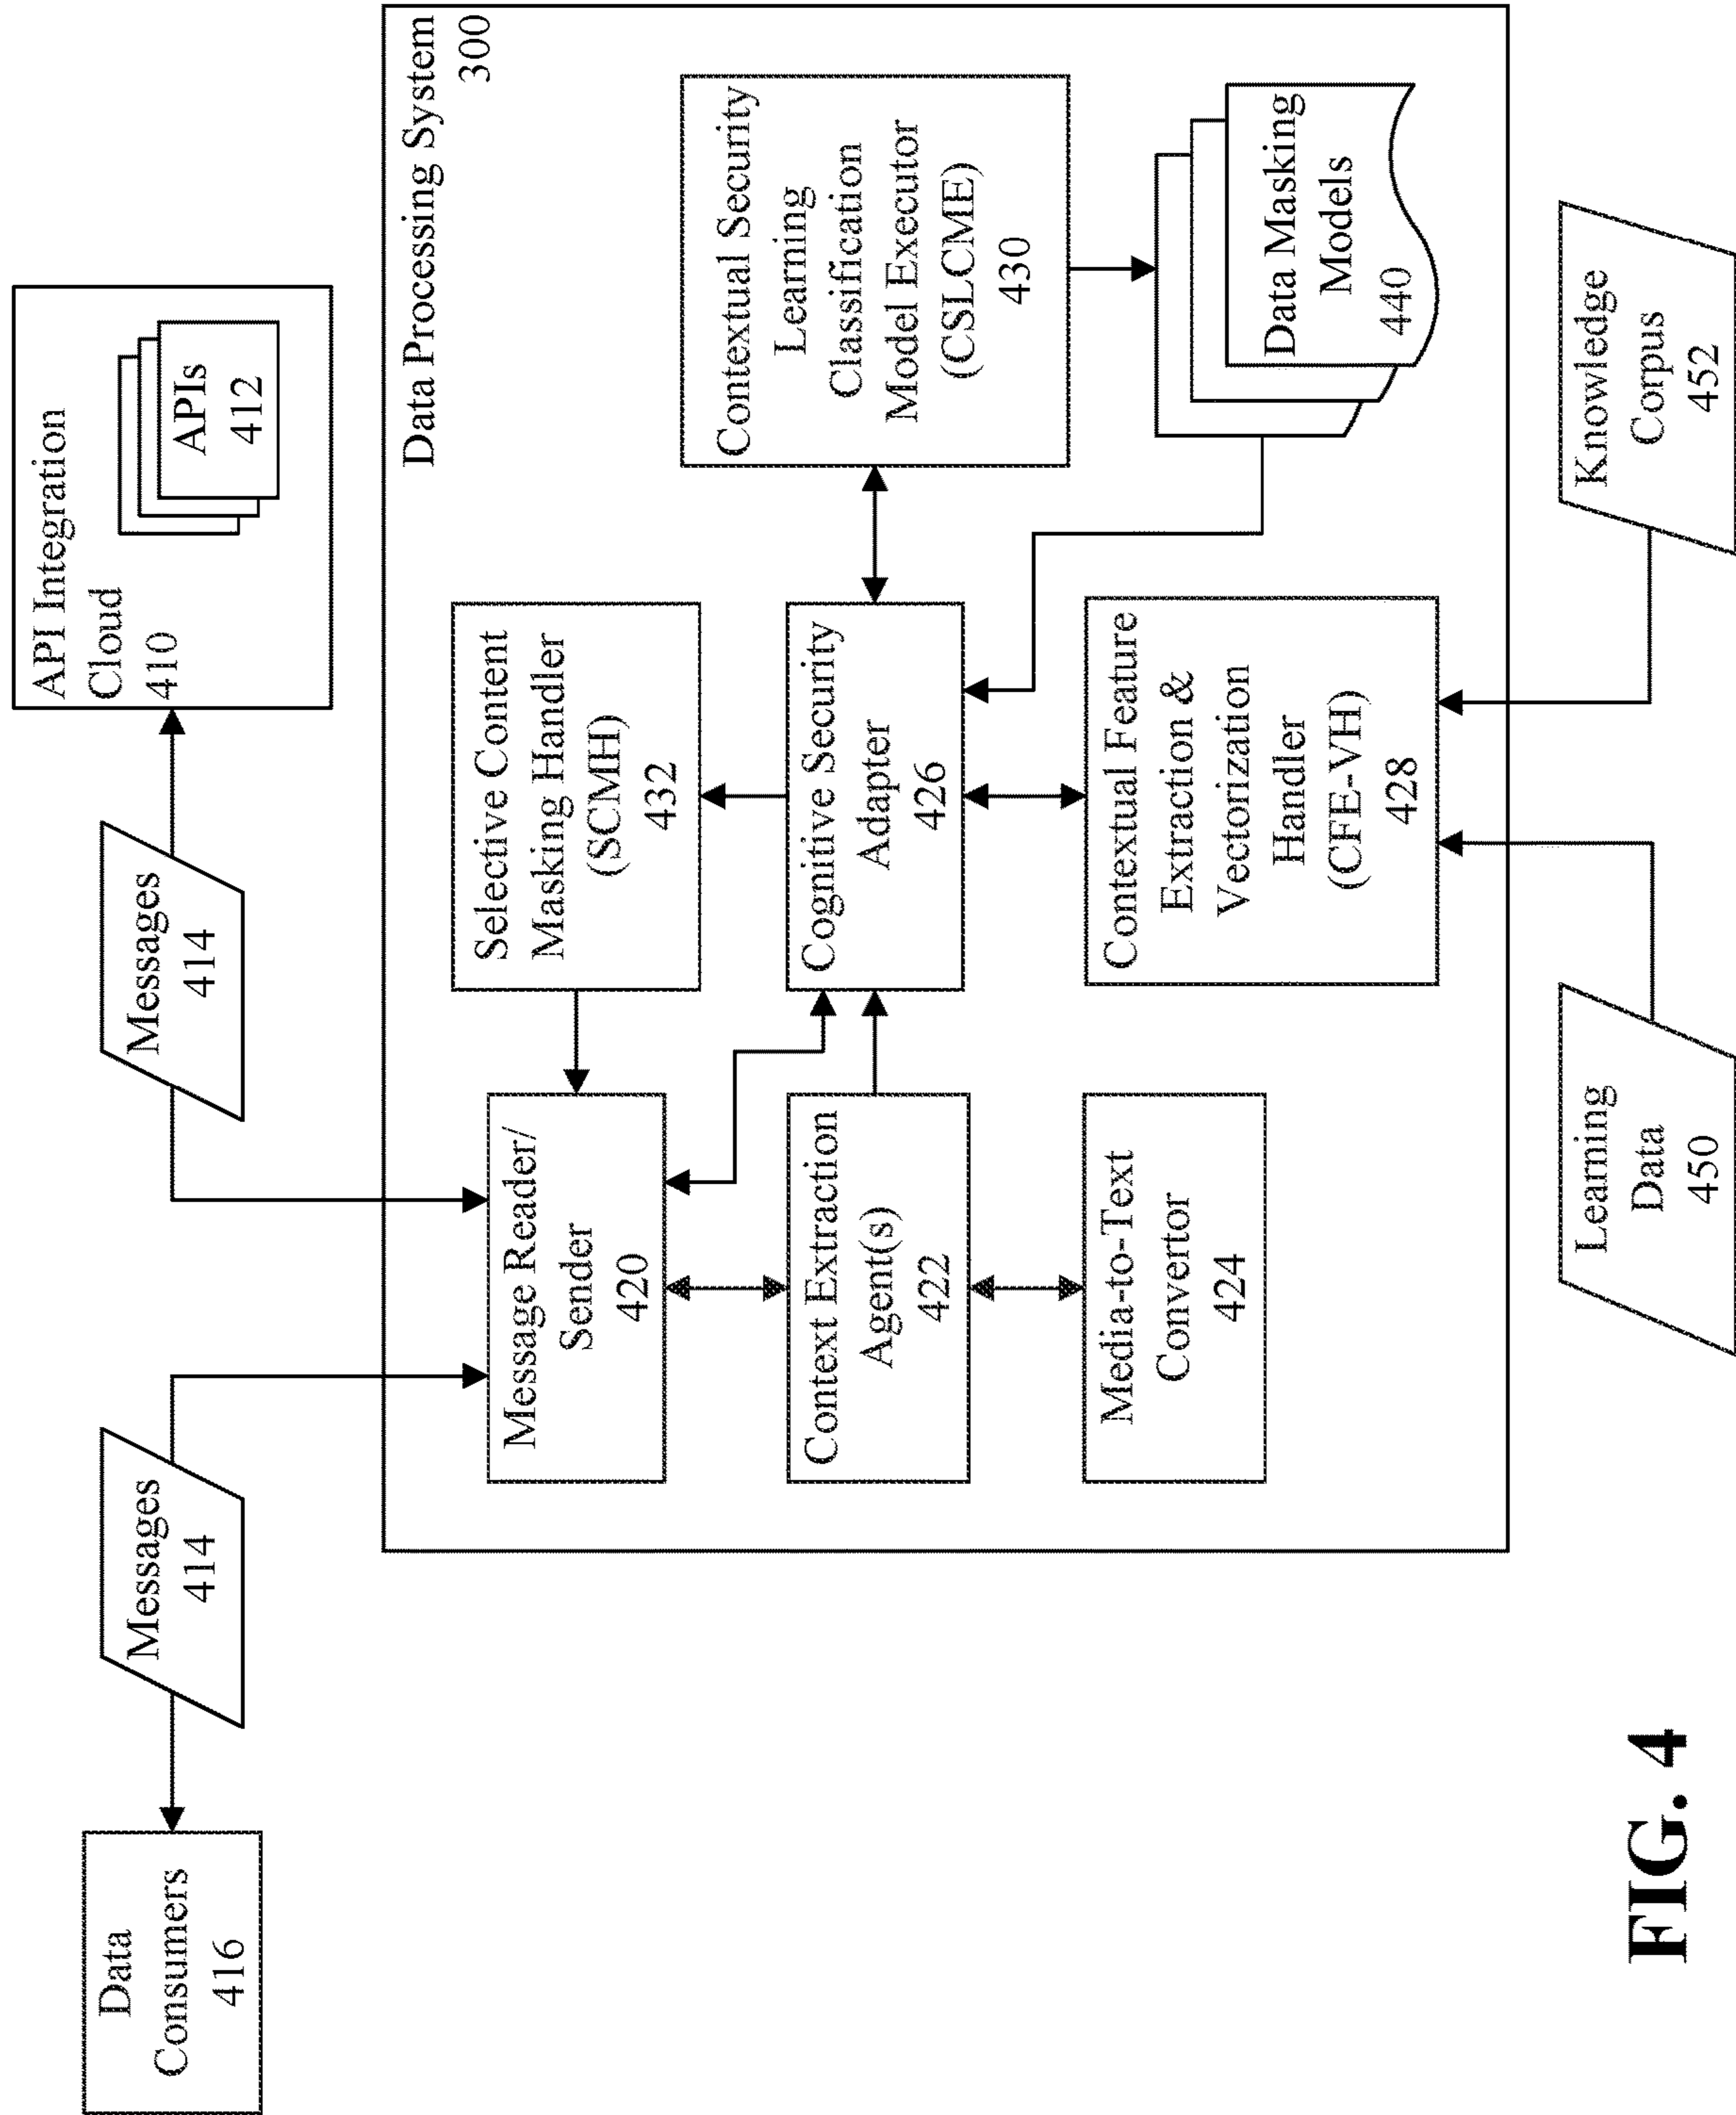 Data
Consumers
416
Messages
414
Messages
414
API Integration
Cloud
410
APIs
412
Data Processing System
300
Message Reader/
Sender
420
Selective Content
Masking Handler
(SCMH)
432
Contextual Security
Learning
Classification
Model Executor
(CSLCME)
430
Context Extraction
Agent(s)
422
Cognitive Security
Adapter
426
Media-to-Text
Convertor
424
Contextual Feature
Extraction &
Vectorization
Handler
(CFE-VH)
428
Data Masking
Models
440
Learning
Data
450
Knowledge
Corpus
452
FIG. 4